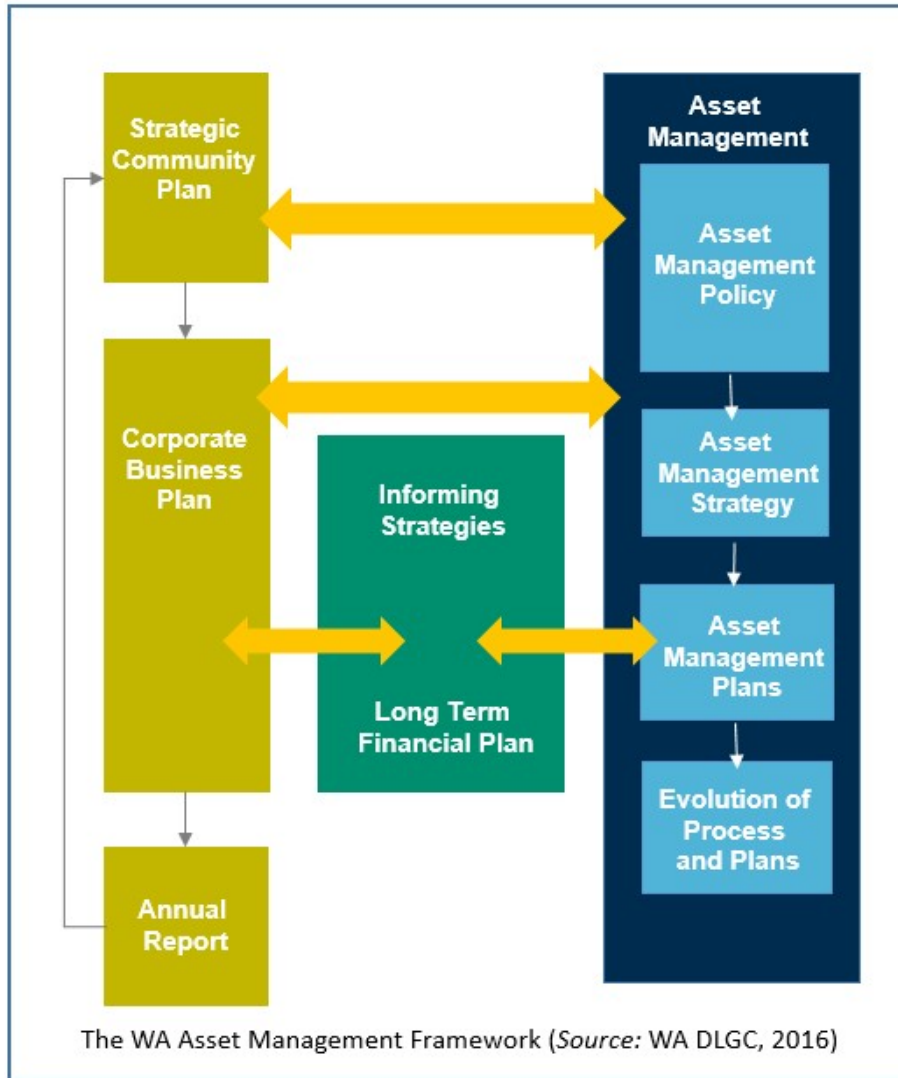 Strategic
Community
Plan
Corporate
Business
Plan
Annual
Report
Informing
Strategies
Long Term
Financial Plan
Asset
Management
Asset
Management
Policy
Asset
Management
Strategy
Asset
Management
Plans
Evolution of
Process
and Plans
The WA Asset Management Framework (Source: WA DLGC, 2016)